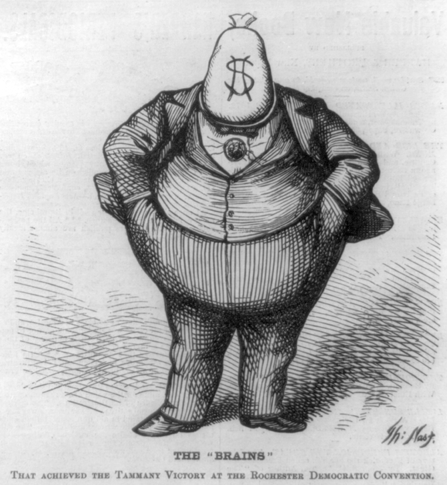 $
Th: Nast.
THE "BRAINS"
THAT ACHIEVED THE TAMMANY VICTORY AT THE ROCHESTER DEMOCRATIC CONVENTION.